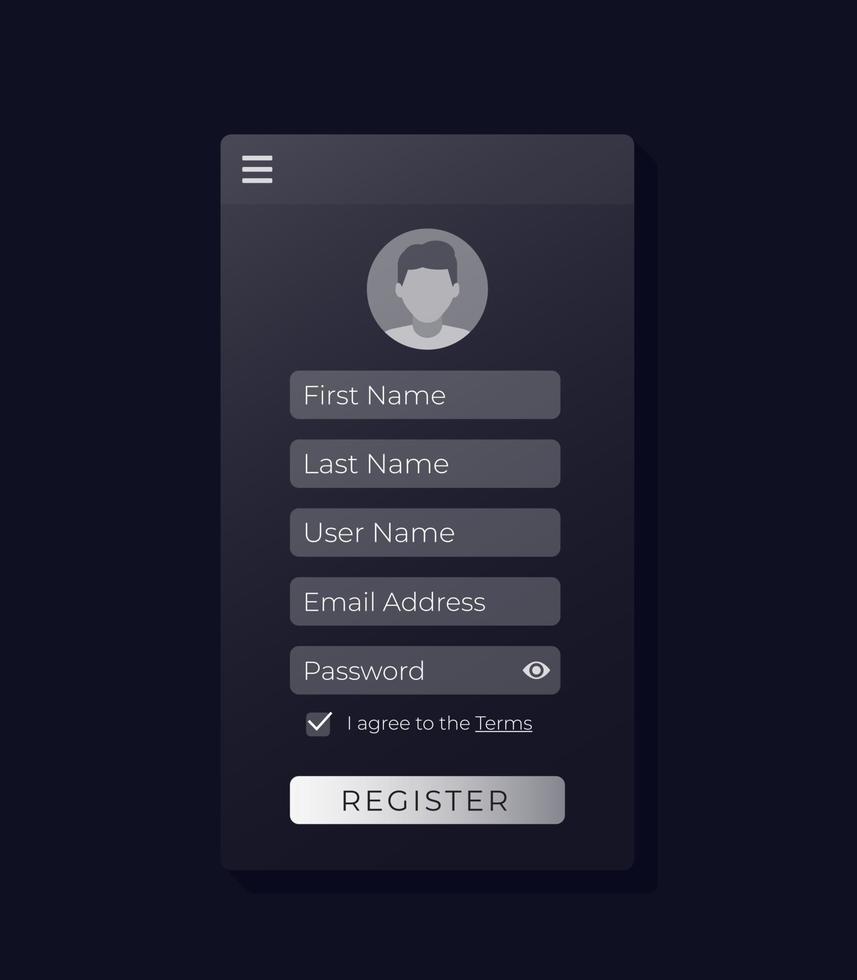 First Name
Last Name
User Name
Email Address
Password
I agree to the Terms
REGISTER